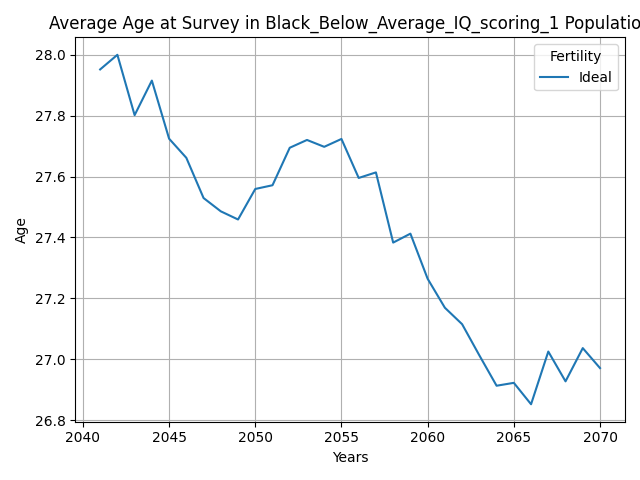 Average Age at Survey in Black_Below_Average_IQ_scoring_1 Populatio
Fertility
Ideal
28.0
27.8
27.6
27.4
27.2
27.0
26.8
Age
2040 2045 2050 2055 2060 2065 2070
Years